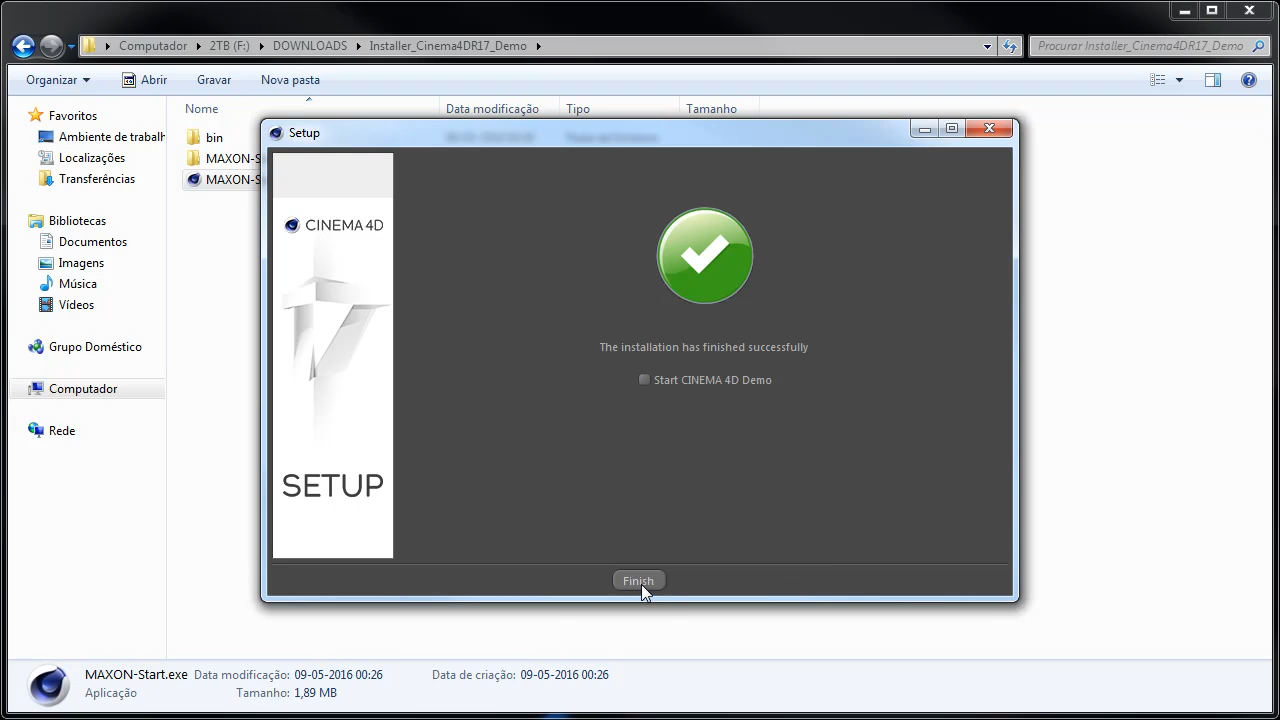 Computador
2TB (F:)
DOWNLOADS
Installer_Cinema4DR17_Demo
Procurar Installer_Cinema4DR17_Demo
Organizar
Abrir
Gravar
Nova pasta
Nome
Data modificação
Tipo
Tamanho
Favoritos
Ambiente de trabalh
Localizações
Transferências
Bibliotecas
Documentos
Imagens
Música
Vídeos
Grupo Doméstico
Computador
Rede
bin
MAXON-S
MAXON-S
Setup
CINEMA 4D
17
SETUP
The installation has finished successfully
Start CINEMA 4D Demo
Finish
MAXON-Start.exe Data modificação: 09-05-2016 00:26 Data de criação: 09-05-2016 00:26
Aplicação Tamanho: 1,89 MB